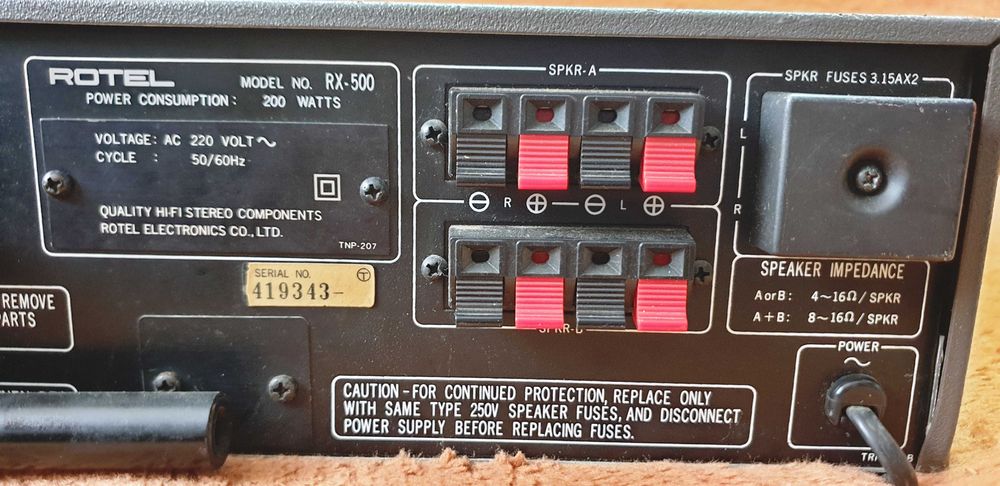 ROTEL MODEL NO. RX-500
POWER CONSUMPTION: 200 WATTS
VOLTAGE: AC 220 VOLT~
CYCLE : 50/60Hz
QUALITY HI-FI STEREO COMPONENTS
ROTEL ELECTRONICS CO., LTD.
TNP-207
SERIAL NO. T
419343-
REMOVE
PARTS
SPKR-A
⊖ R ⊕ ⊖ L ⊕
SPKR FUSES 3.15AX2
L
R
SPEAKER IMPEDANCE
A or B: 4~16Ω/SPKR
A+B: 8~16Ω/SPKR
POWER
~
CAUTION-FOR CONTINUED PROTECTION, REPLACE ONLY
WITH SAME TYPE 250V SPEAKER FUSES, AND DISCONNECT
POWER SUPPLY BEFORE REPLACING FUSES.